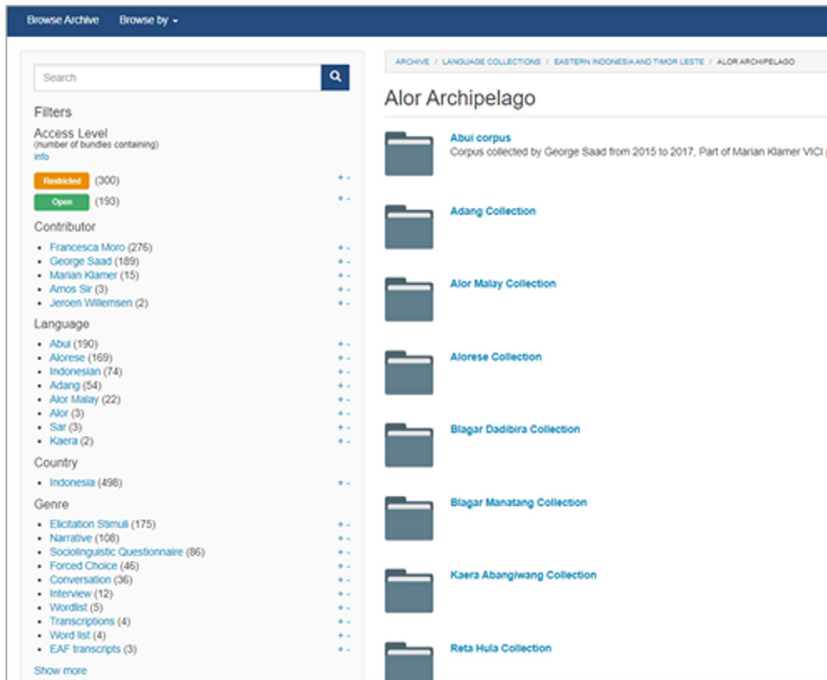 Browse Archive Browse by
Search
Filters
Access Level
(number of bundles containing)
info
Restricted (300) + -
Open (193) + -
Contributor
Francesca Moro (276) + -
George Saad (189) + -
Marian Klamer (15) + -
Amos Sir (3) + -
Jeroen Willemsen (2) + -
Language
Abui (190) + -
Alorese (169) + -
Indonesian (74) + -
Adang (54) + -
Alor Malay (22) + -
Alor (3) + -
Sar (3) + -
Kaera (2) + -
Country
Indonesia (498) + -
Genre
Elicitation Stimuli (175) + -
Narrative (108) + -
Sociolinguistic Questionnaire (86) + -
Forced Choice (46) + -
Conversation (36) + -
Interview (12) + -
Wordlist (5) + -
Transcriptions (4) + -
Word list (4) + -
EAF transcripts (3) + -
Show more
ARCHIVE / LANGUAGE COLLECTIONS / EASTERN INDONESIA AND TIMOR LESTE / ALOR ARCHIPELAGO
Alor Archipelago
Abui corpus
Corpus collected by George Saad from 2015 to 2017, Part of Marian Klamer VICI
Adang Collection
Alor Malay Collection
Alorese Collection
Blagar Dadibira Collection
Blagar Manatang Collection
Kaera Abangiwang Collection
Reta Hula Collection